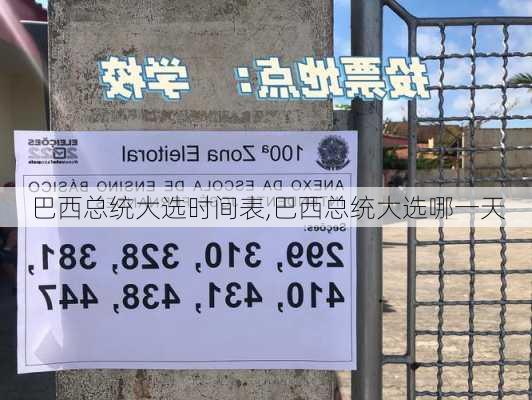 投票地点： 学校
100ª Zona Eleitoral
ELEIÇÕES
2022
ANEXO DA ESCOLA DE ENSINO BÁSICO
巴西总统大选时间表,巴西总统大选哪一天
Seções:
299, 310, 328, 381,
410, 431, 438, 447